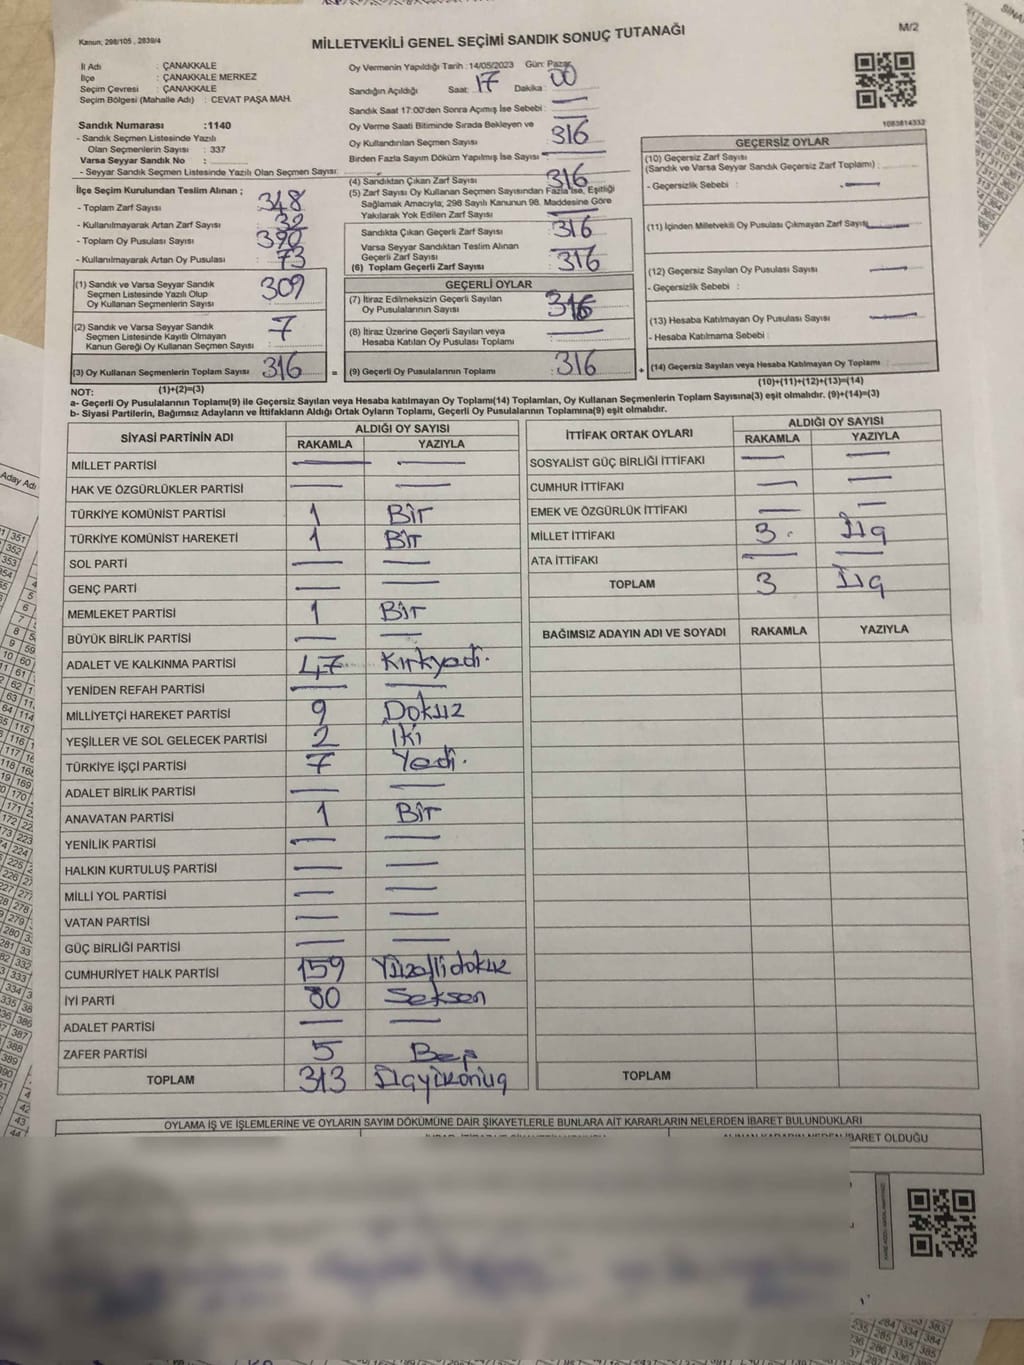 M/2
Kanun, 298/105 , 2839/4
MİLLETVEKİLİ GENEL SEÇİMİ SANDIK SONUÇ TUTANAĞI
İl Adı : ÇANAKKALE
İlçe : ÇANAKKALE MERKEZ
Seçim Çevresi : ÇANAKKALE
Seçim Bölgesi (Mahalle Adı) : CEVAT PAŞA MAH.
Sandık Numarası :1140
- Sandık Seçmen Listesinde Yazılı
Olan Seçmenlerin Sayısı : 337
Varsa Seyyar Sandık No :
- Seyyar Sandık Seçmen Listesinde Yazılı Olan Seçmen Sayısı:
İlçe Seçim Kurulundan Teslim Alınan ;
- Toplam Zarf Sayısı : 348
- Kullanılmayarak Artan Zarf Sayısı : 32
- Toplam Oy Pusulası Sayısı : 390
- Kullanılmayarak Artan Oy Pusulası : 73
(1) Sandık ve Varsa Seyyar Sandık
Seçmen Listesinde Yazılı Olup
Oy Kullanan Seçmenlerin Sayısı : 309
(2) Sandık ve Varsa Seyyar Sandık
Seçmen Listesinde Kayıtlı Olmayan
Kanun Gereği Oy Kullanan Seçmen Sayısı : 7
(3) Oy Kullanan Seçmenlerin Toplam Sayısı : 316
Oy Vermenin Yapıldığı Tarih : 14/05/2023 Gün: Pazar
Sandığın Açıldığı Saat: 17 Dakika : 00
Sandık Saat 17:00'den Sonra Açımış İse Sebebi :
Oy Verme Saati Bitiminde Sırada Bekleyen ve
Oy Kullandırılan Seçmen Sayısı : 316
Birden Fazla Sayım Döküm Yapılmış İse Sayısı
(4) Sandıktan Çıkan Zarf Sayısı : 316
(5) Zarf Sayısı Oy Kullanan Seçmen Sayısından Fazla İse, Eşitliği
Sağlamak Amacıyla; 298 Sayılı Kanunun 98. Maddesine Göre
Yakılarak Yok Edilen Zarf Sayısı :
Sandıkta Çıkan Geçerli Zarf Sayısı : 316
Varsa Seyyar Sandıktan Teslim Alınan
Geçerli Zarf Sayısı :
(6) Toplam Geçerli Zarf Sayısı : 316
GEÇERLİ OYLAR
(7) İtiraz Edilmeksizin Geçerli Sayılan
Oy Pusulalarının Sayısı : 316
(8) İtiraz Üzerine Geçerli Sayılan veya
Hesaba Katılan Oy Pusulası Toplamı :
= (9) Geçerli Oy Pusulalarının Toplamı : 316
1083814332
GEÇERSİZ OYLAR
(10) Geçersiz Zarf Sayısı
(Sandık ve Varsa Seyyar Sandık Geçersiz Zarf Toplamı) :
- Geçersizlik Sebebi :
(11) İçinden Milletvekili Oy Pusulası Çıkmayan Zarf Sayısı
(12) Geçersiz Sayılan Oy Pusulası Sayısı :
- Geçersizlik Sebebi :
(13) Hesaba Katılmayan Oy Pusulası Sayısı :
- Hesaba Katılmama Sebebi :
+ (14) Geçersiz Sayılan veya Hesaba Katılmayan Oy Toplamı :
NOT: (1)+(2)=(3)
(10)+(11)+(12)+(13)=(14)
a- Geçerli Oy Pusulalarının Toplamı(9) ile Geçersiz Sayılan veya Hesaba katılmayan Oy Toplamı(14) Toplamları, Oy Kullanan Seçmenlerin Toplam Sayısına(3) eşit olmalıdır. (9)+(14)=(3)
b- Siyasi Partilerin, Bağımsız Adayların ve İttifakların Aldığı Ortak Oyların Toplamı, Geçerli Oy Pusulalarının Toplamına(9) eşit olmalıdır.
SİYASİ PARTİNİN ADI ALDIĞI OY SAYISI
RAKAMLA YAZIYLA
MİLLET PARTİSİ
HAK VE ÖZGÜRLÜKLER PARTİSİ
TÜRKİYE KOMÜNİST PARTİSİ 1 Bir
TÜRKİYE KOMÜNİST HAREKETİ 1 Bir
SOL PARTİ
GENÇ PARTİ
MEMLEKET PARTİSİ 1 Bir
BÜYÜK BİRLİK PARTİSİ
ADALET VE KALKINMA PARTİSİ 47 Kırkyedi.
YENİDEN REFAH PARTİSİ
MİLLİYETÇİ HAREKET PARTİSİ 9 Dokuz
YEŞİLLER VE SOL GELECEK PARTİSİ 2 İki
TÜRKİYE İŞÇİ PARTİSİ 7 Yedi.
ADALET BİRLİK PARTİSİ
ANAVATAN PARTİSİ 1 Bir
YENİLİK PARTİSİ
HALKIN KURTULUŞ PARTİSİ
MİLLİ YOL PARTİSİ
VATAN PARTİSİ
GÜÇ BİRLİĞİ PARTİSİ
CUMHURİYET HALK PARTİSİ 159 Yüzellidokuz
İYİ PARTİ 80 Seksen
ADALET PARTİSİ
ZAFER PARTİSİ 5 Beş
TOPLAM 313 Üçyüzonüç
İTTİFAK ORTAK OYLARI ALDIĞI OY SAYISI
RAKAMLA YAZIYLA
SOSYALİST GÜÇ BİRLİĞİ İTTİFAKI
CUMHUR İTTİFAKI
EMEK VE ÖZGÜRLÜK İTTİFAKI
MİLLET İTTİFAKI 3 Üç
ATA İTTİFAKI
TOPLAM 3 Üç
BAĞIMSIZ ADAYIN ADI VE SOYADI RAKAMLA YAZIYLA
TOPLAM
OYLAMA İŞ VE İŞLEMLERİNE VE OYLARIN SAYIM DÖKÜMÜNE DAİR ŞİKAYETLERLE BUNLARA AİT KARARLARIN NELERDEN İBARET BULUNDUKLARI
İBARET OLDUĞU